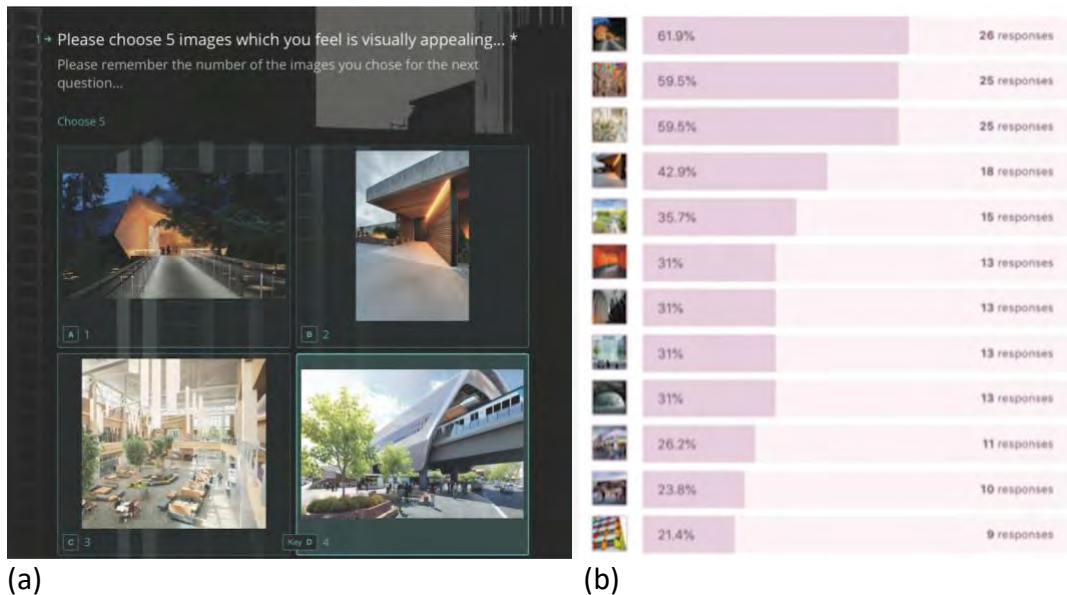 1 → Please choose 5 images which you feel is visually appealing... *
Please remember the number of the images you chose for the next
question...
Choose 5
A 1
B 2
C 3
Key D 4
61.9% 26 responses
59.5% 25 responses
59.5% 25 responses
42.9% 18 responses
35.7% 15 responses
31% 13 responses
31% 13 responses
31% 13 responses
31% 13 responses
26.2% 11 responses
23.8% 10 responses
21.4% 9 responses
(a)
(b)